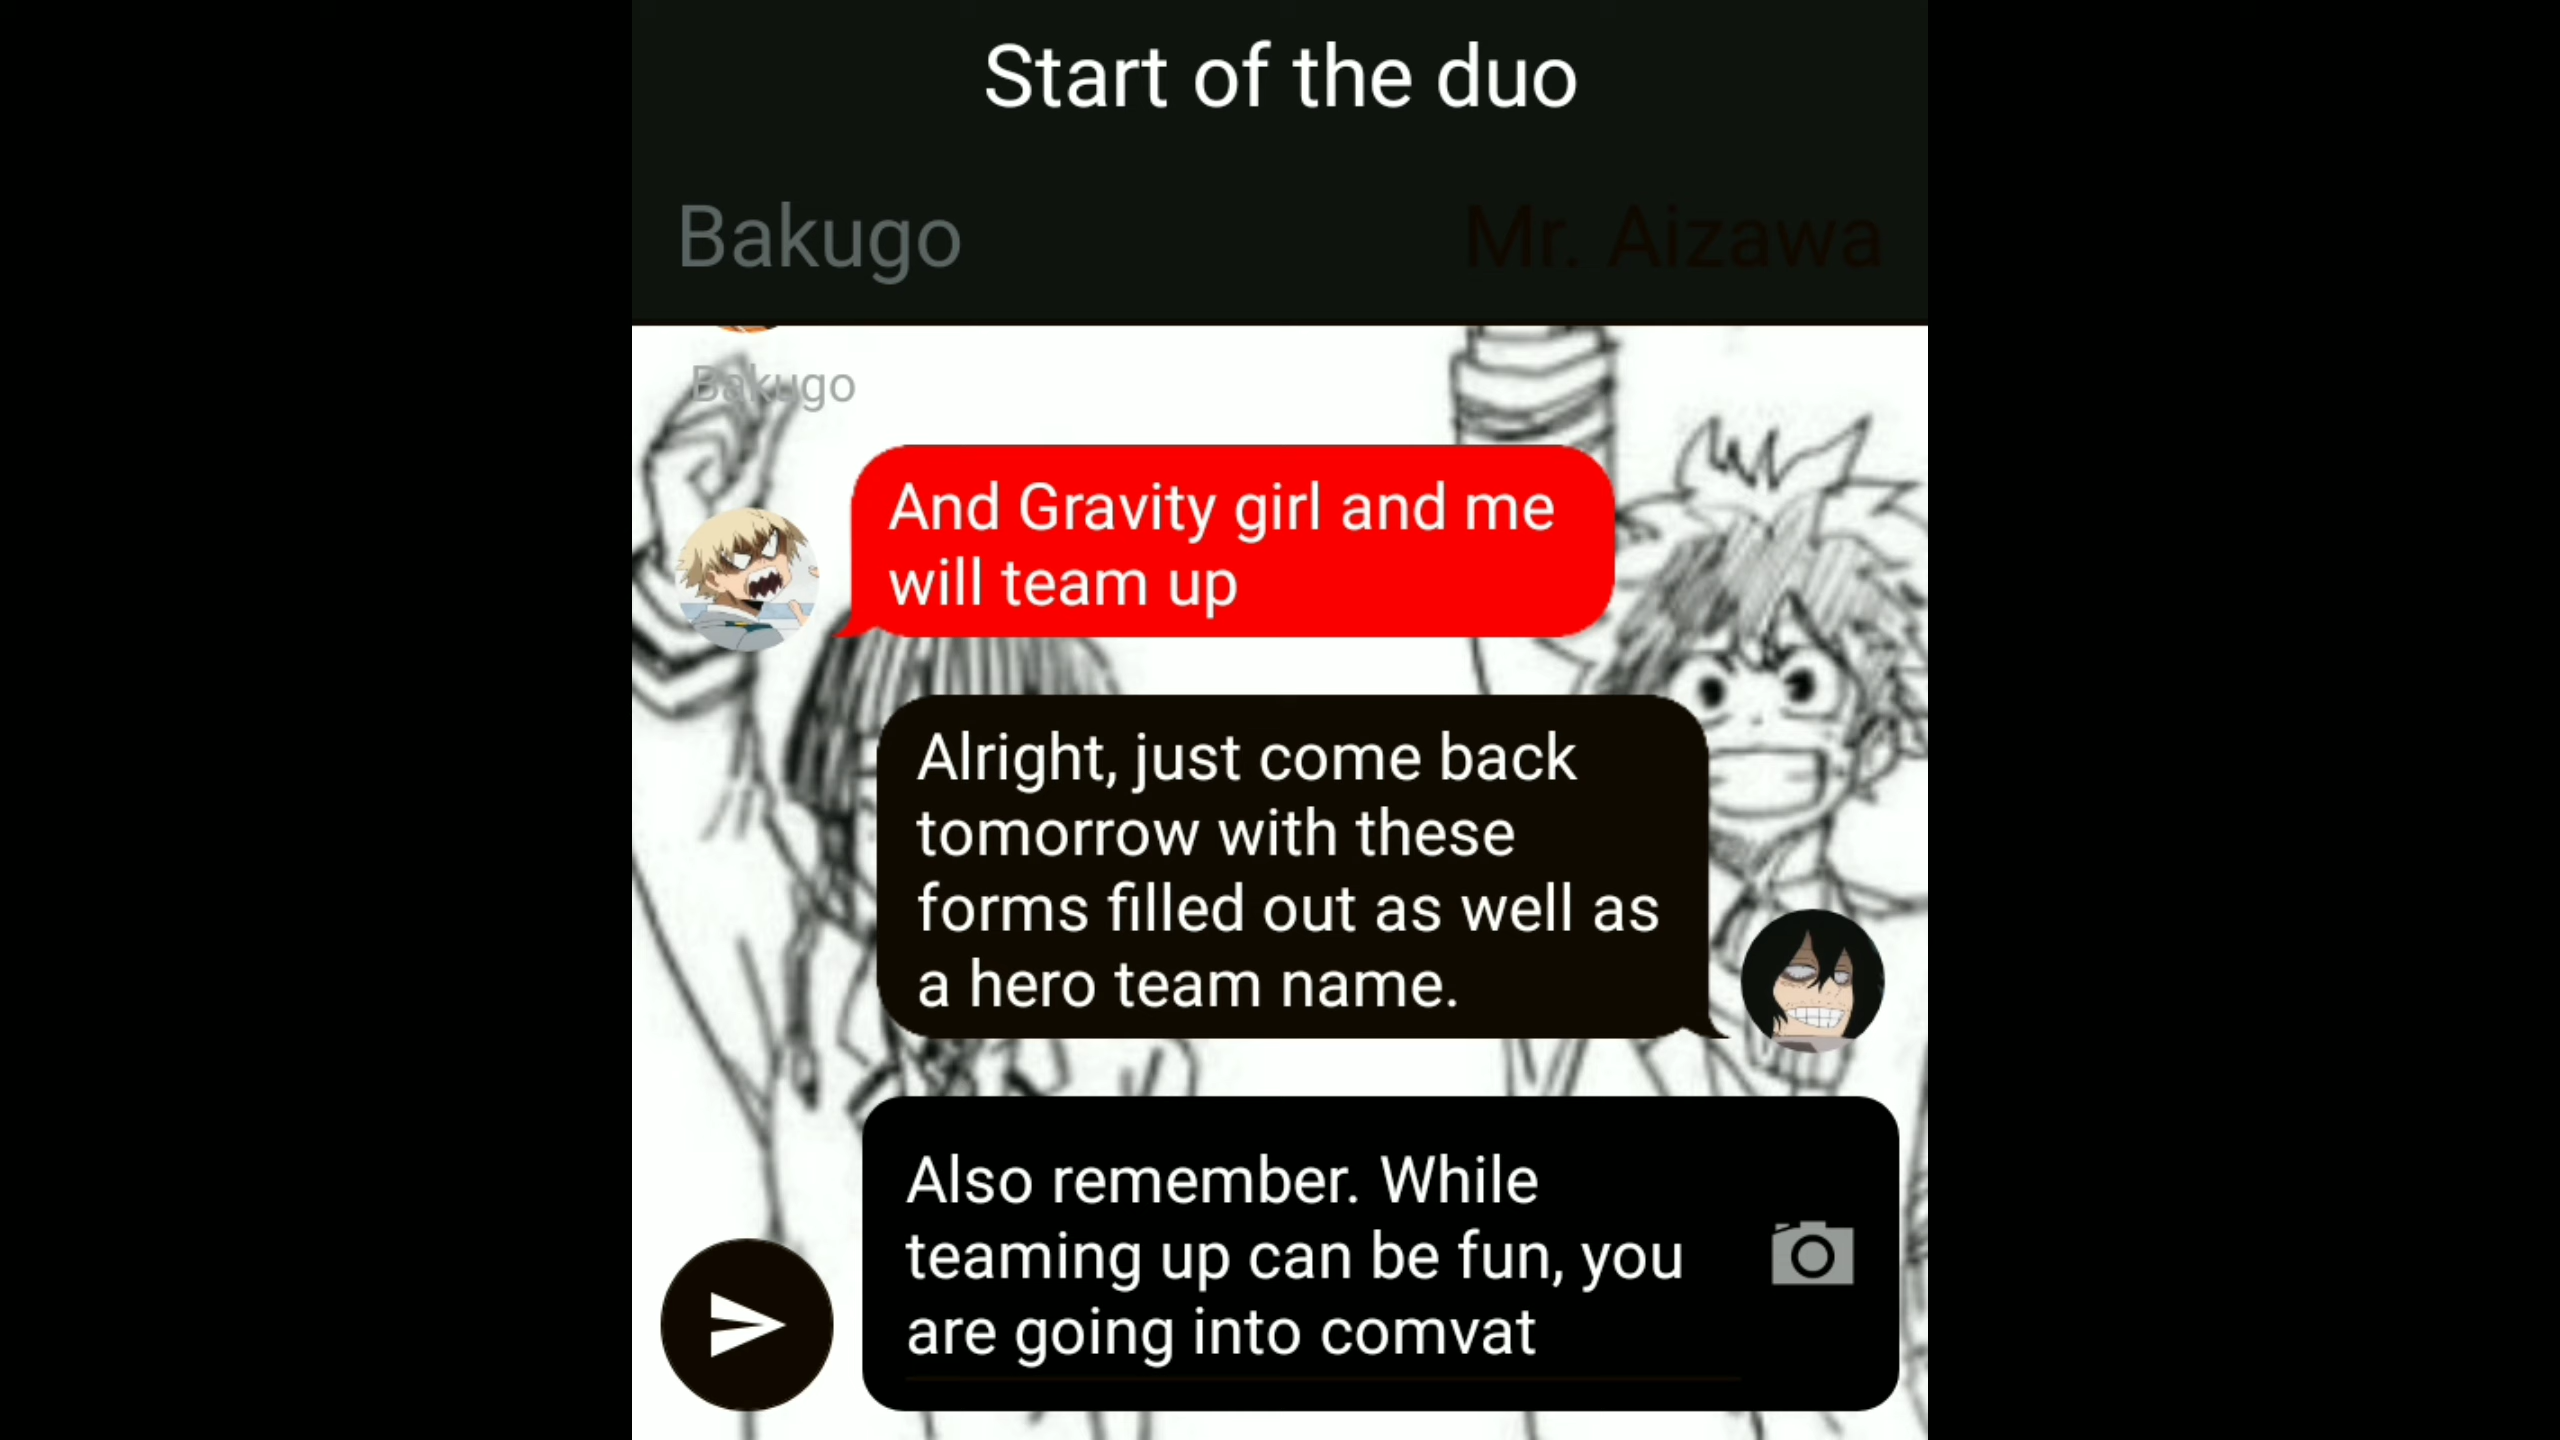 Start of the duo
Bakugo
Mr. Aizawa
Bakugo
And Gravity girl and me
will team up
Alright, just come back
tomorrow with these
forms filled out as well as
a hero team name.
Also remember. While
teaming up can be fun, you
are going into comvat